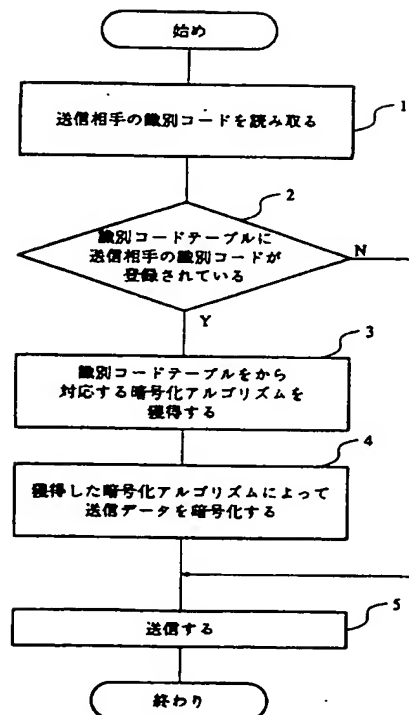 始め
送信相手の識別コードを読み取る
1
2
識別コードテーブルに
送信相手の識別コードが
登録されている
N
Y
3
識別コードテーブルをから
対応する暗号化アルゴリズムを
獲得する
4
獲得した暗号化アルゴリズムによって
送信データを暗号化する
5
送信する
終わり